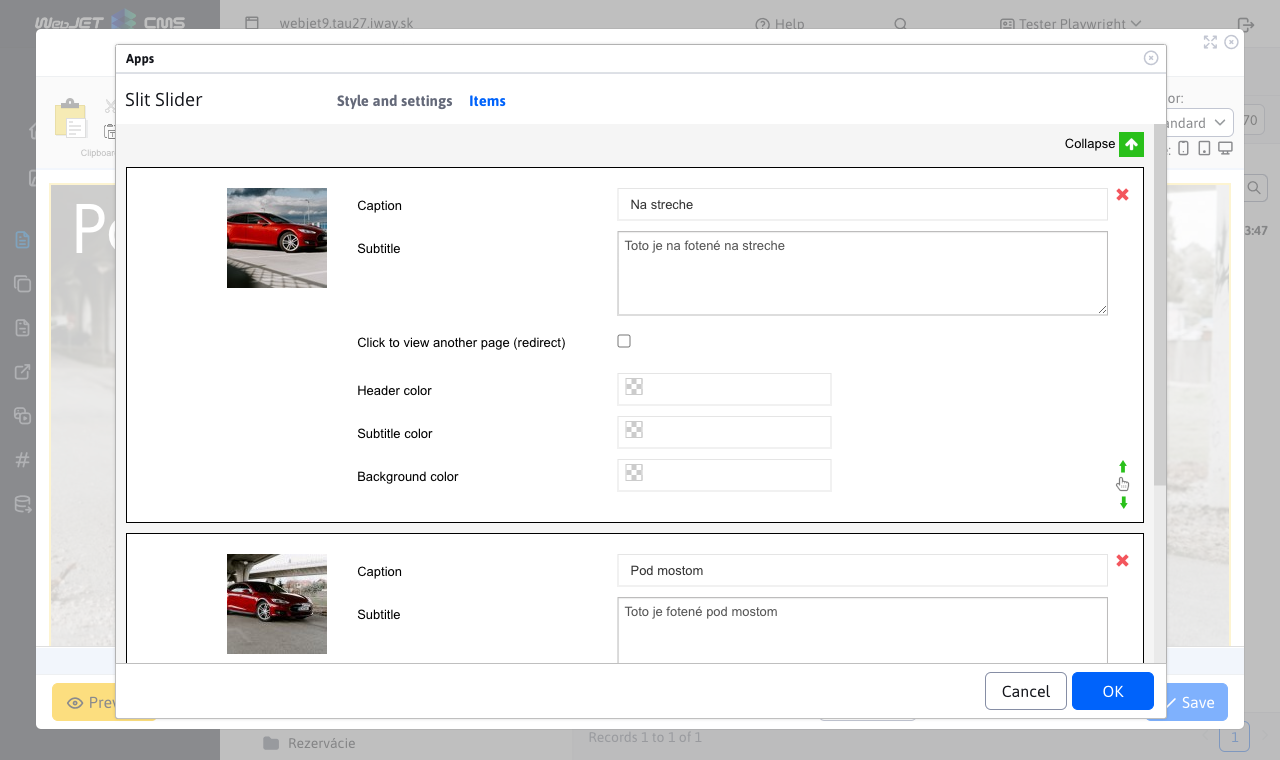 WebJET CMS
webjet9.tau27.iway.sk
Help
Tester Playwright
Apps
Slit Slider
Style and settings
Items
or:
ndard
70
Clipboar
Collapse
Caption
Na streche
Subtitle
Toto je na fotené na streche
3:47
Click to view another page (redirect)
Header color
Subtitle color
Background color
Caption
Pod mostom
Subtitle
Toto je fotené pod mostom
Cancel
OK
Prev
Save
Rezervácie
Records 1 to 1 of 1
1